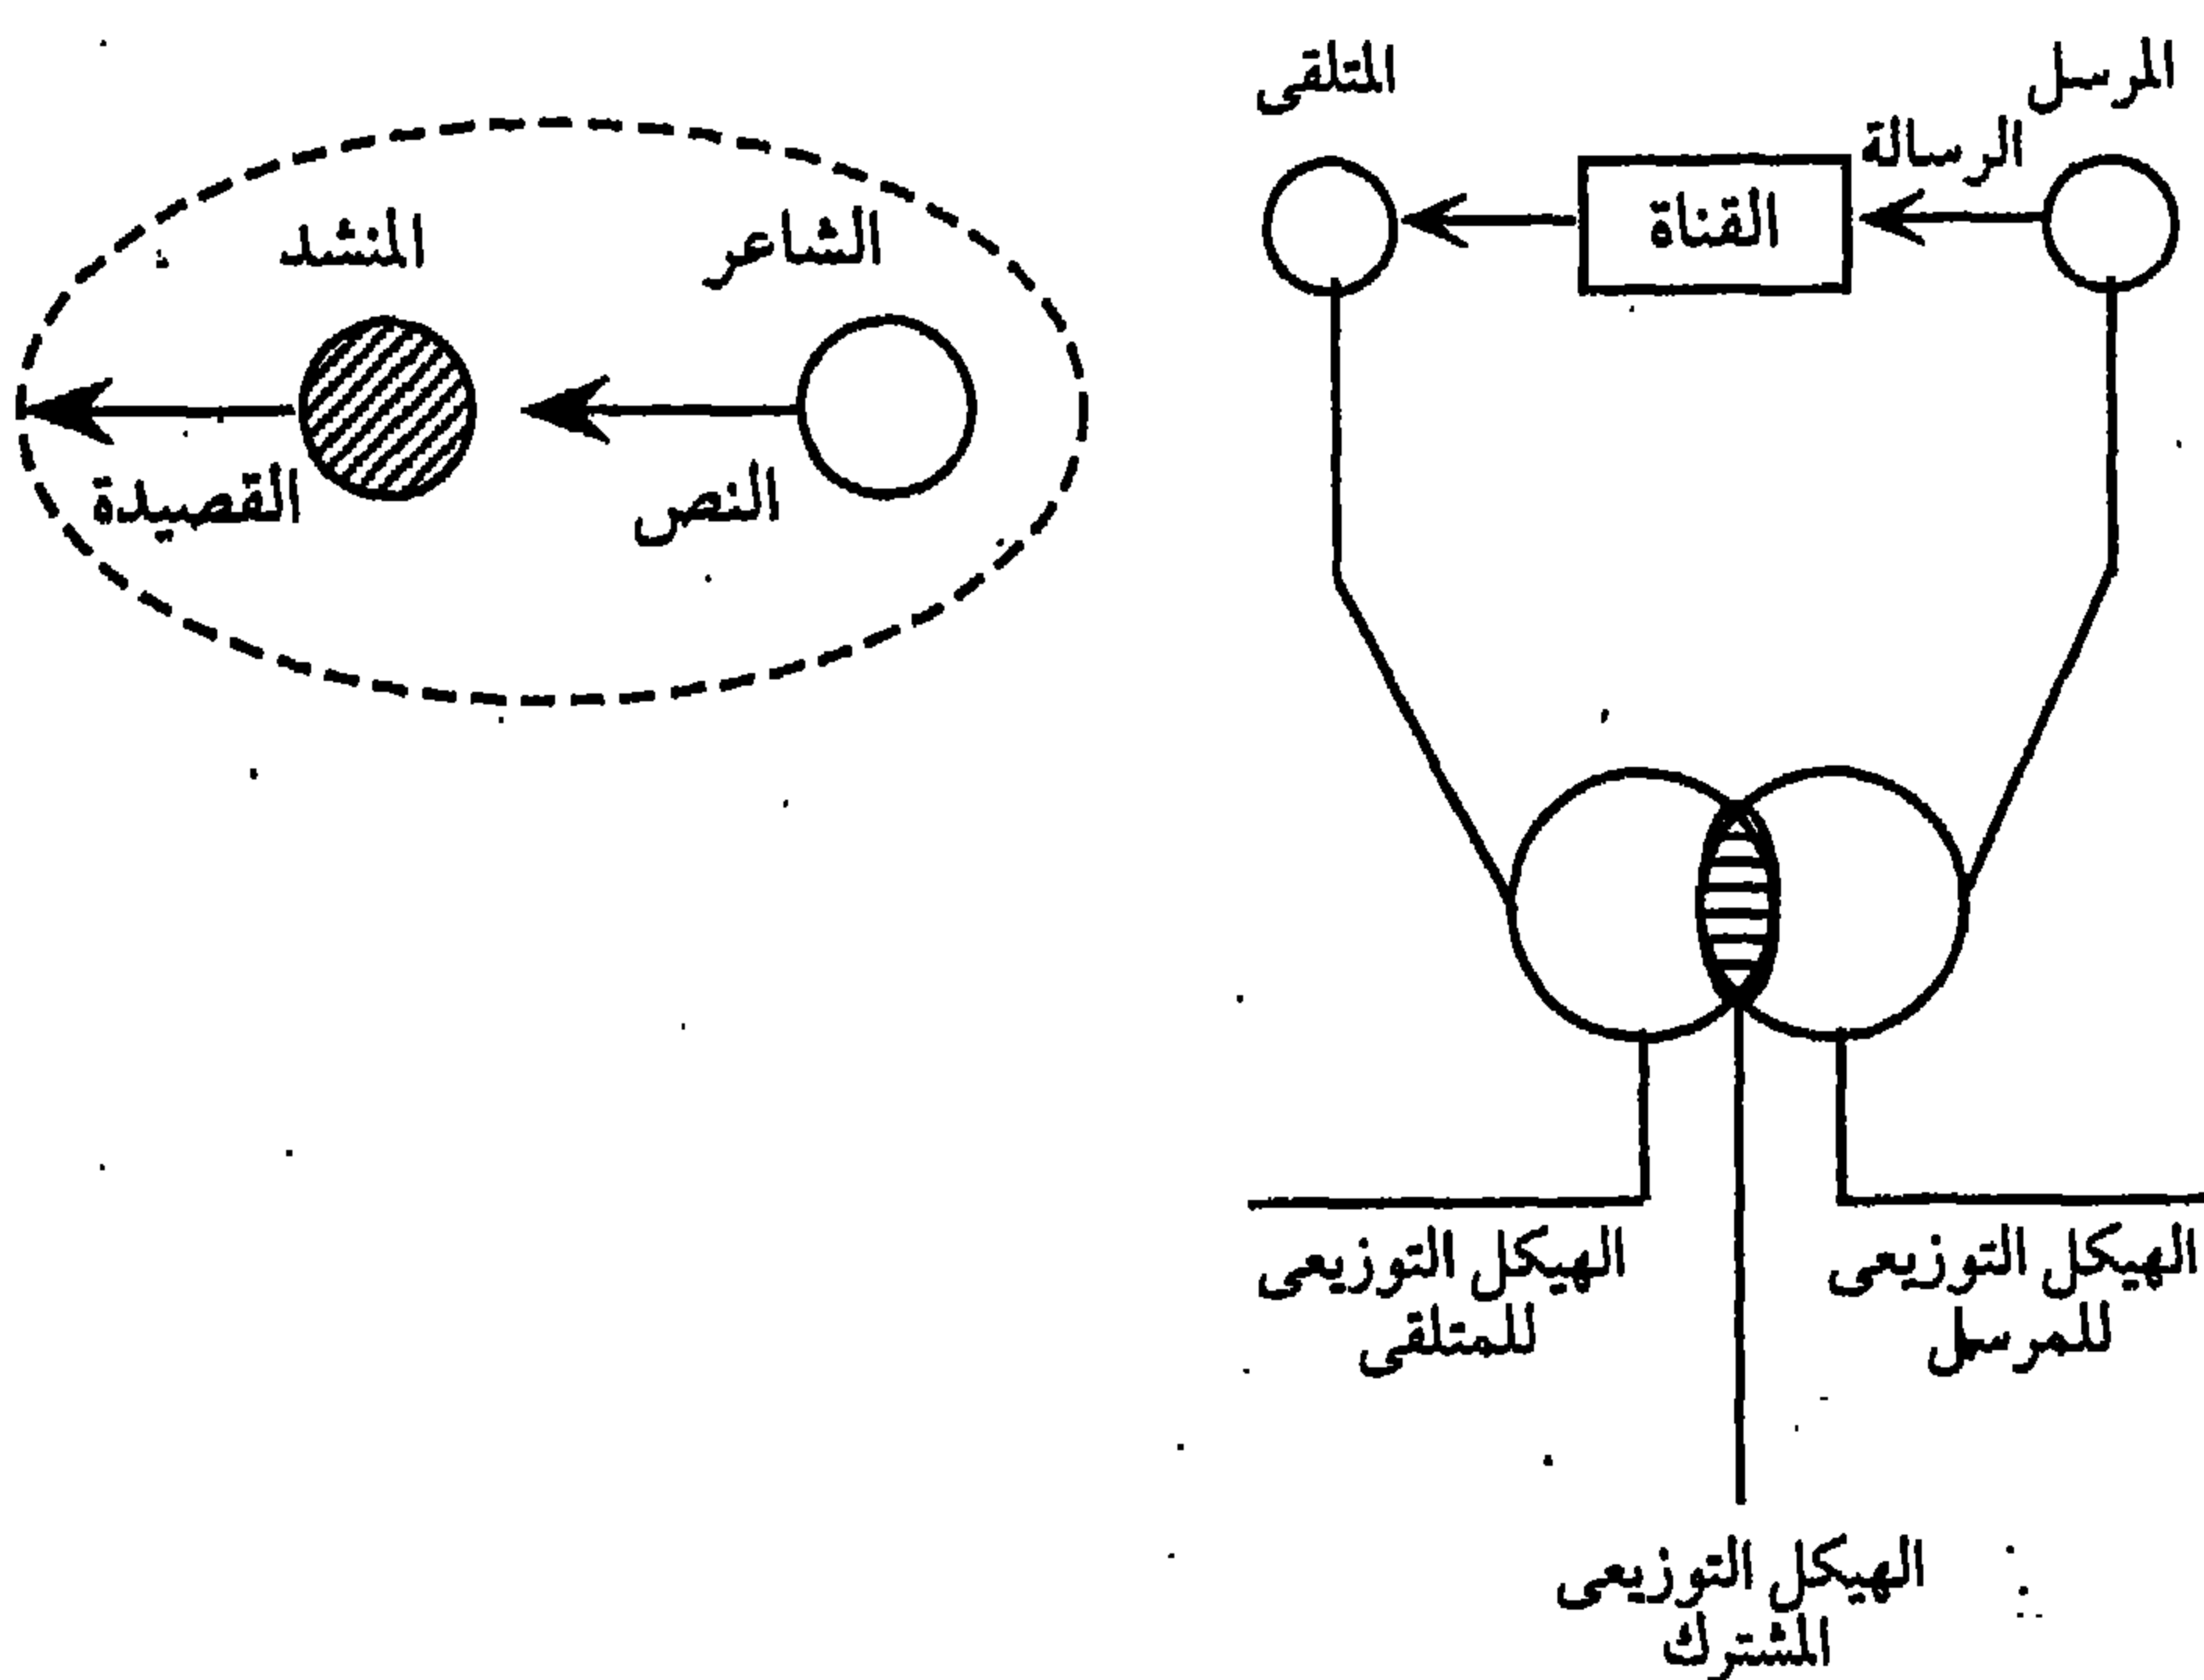 المرسل
الرسالة
القناة
المتلقى
الهيكل التوزيعى
للمرسل
الهيكل التوزيعى
للمتلقى
الهيكل التوزيعى
المشترك
الشاعر
النص
المنشد
القصيدة